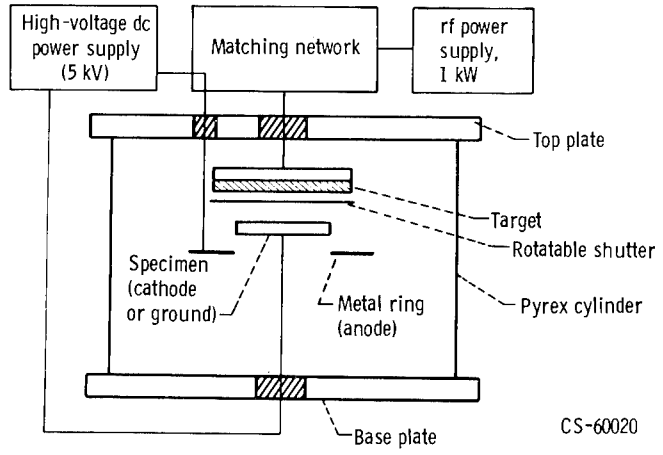 High-voltage dc
power supply
(5 kV)
Matching network
rf power
supply,
1 kW
Top plate
Target
Rotatable shutter
Specimen
(cathode
or ground)
Metal ring
(anode)
Pyrex cylinder
Base plate
CS-60020